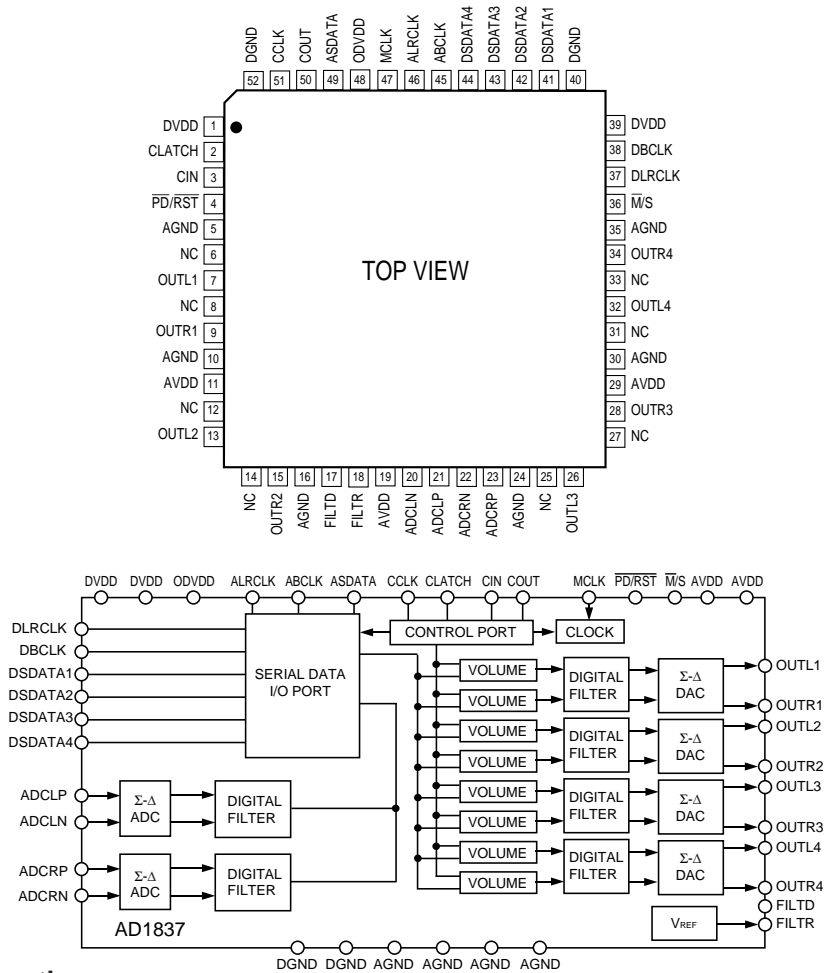 DGND CCLK COUT ASDATA ODVDD MCLK ALRCLK ABCLK DSDATA4 DSDATA3 DSDATA2 DSDATA1 DGND
52 51 50 49 48 47 46 45 44 43 42 41 40
DVDD 1
CLATCH 2
CIN 3
PD/RST 4
AGND 5
NC 6
OUTL1 7
NC 8
OUTR1 9
AGND 10
AVDD 11
NC 12
OUTL2 13
TOP VIEW
39 DVDD
38 DBCLK
37 DLRCLK
36 M/S
35 AGND
34 OUTR4
33 NC
32 OUTL4
31 NC
30 AGND
29 AVDD
28 OUTR3
27 NC
14 15 16 17 18 19 20 21 22 23 24 25 26
NC OUTR2 AGND FILTD FILTR AVDD ADCLN ADCLP ADCRN ADCRP AGND NC OUTL3
DVDD DVDD ODVDD ALRCLK ABCLK ASDATA CCLK CLATCH CIN COUT MCLK PD/RST M/S AVDD AVDD
DLRCLK
DBCLK
DSDATA1
DSDATA2
DSDATA3
DSDATA4
SERIAL DATA
I/O PORT
CONTROL PORT
CLOCK
VOLUME
VOLUME
DIGITAL
FILTER
Σ-Δ
DAC
OUTL1
OUTR1
VOLUME
VOLUME
DIGITAL
FILTER
Σ-Δ
DAC
OUTL2
OUTR2
VOLUME
VOLUME
DIGITAL
FILTER
Σ-Δ
DAC
OUTL3
OUTR3
VOLUME
VOLUME
DIGITAL
FILTER
Σ-Δ
DAC
OUTL4
OUTR4
ADCLP
ADCLN
Σ-Δ
ADC
DIGITAL
FILTER
ADCRP
ADCRN
Σ-Δ
ADC
DIGITAL
FILTER
VREF
FILTD
FILTR
AD1837
DGND DGND AGND AGND AGND AGND